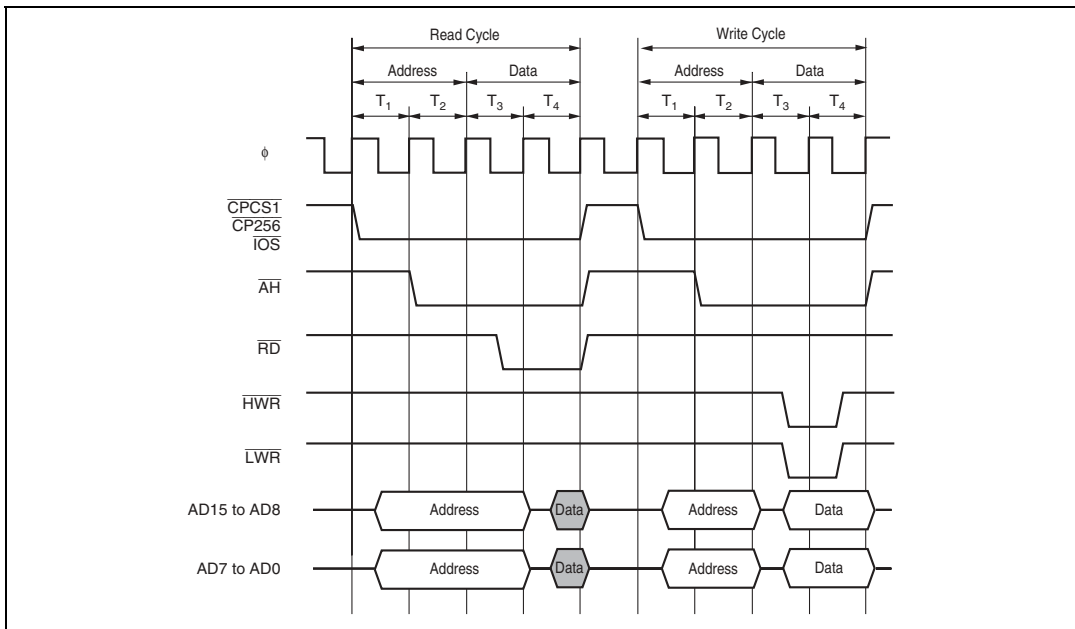 Read Cycle Write Cycle
Address Data Address Data
T1 T2 T3 T4 T1 T2 T3 T4
ϕ
CPCS1
CP256
IOS
AH
RD
HWR
LWR
AD15 to AD8 Address Data Address Data
AD7 to AD0 Address Data Address Data